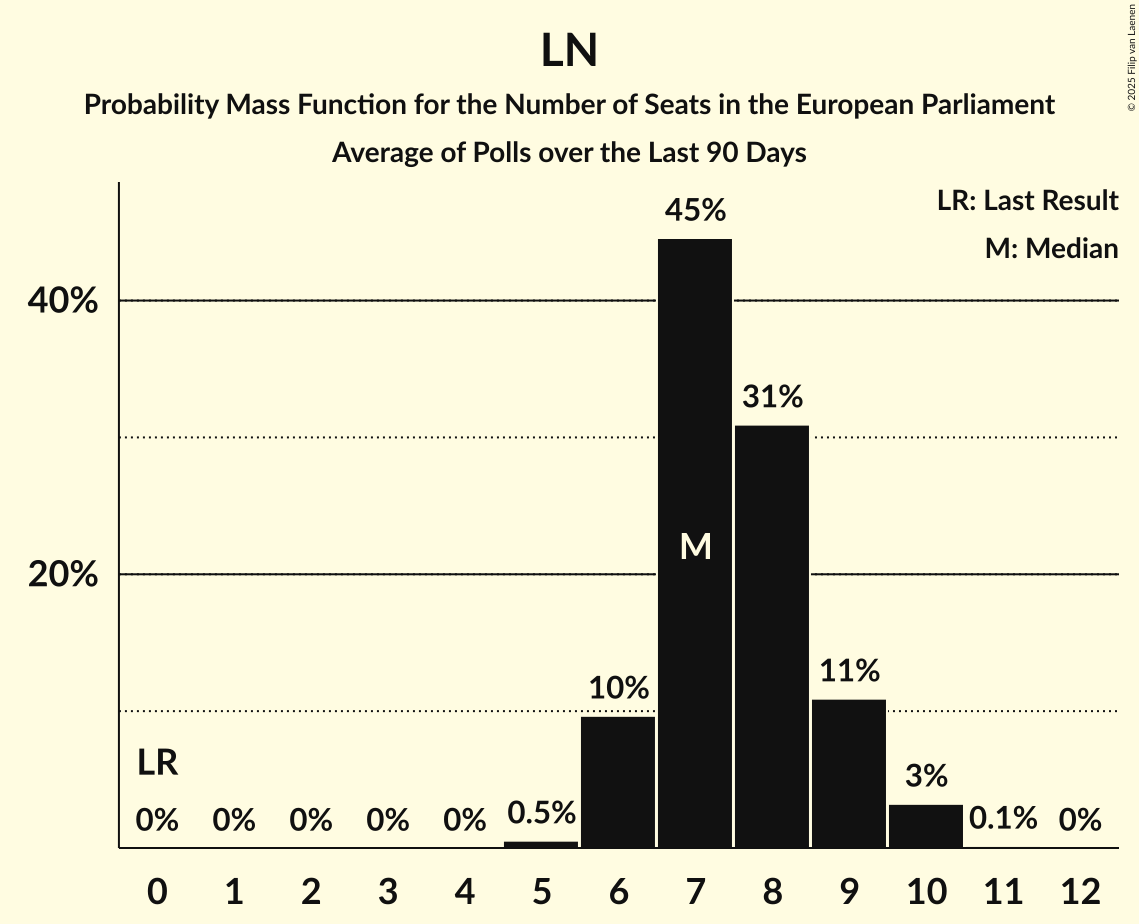 LN
Probability Mass Function for the Number of Seats in the European Parliament
Average of Polls over the Last 90 Days
© 2025 Filip van Laenen
LR: Last Result
M: Median
45%
40%
31%
M
20%
11%
10%
LR
3%
0% 0% 0% 0% 0% 0.5% 0.1% 0%
0 1 2 3 4 5 6 7 8 9 10 11 12